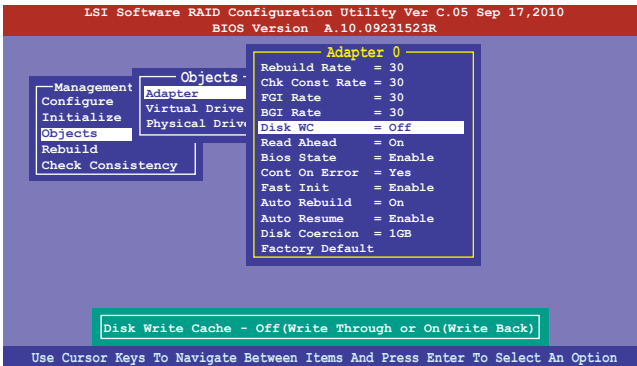 LSI Software RAID Configuration Utility Ver C.05 Sep 17,2010
BIOS Version A.10.09231523R
Management
Configure
Initialize
Objects
Rebuild
Check Consistency
Objects
Adapter
Virtual Drive
Physical Drive
Adapter 0
Rebuild Rate = 30
Chk Const Rate = 30
FGI Rate = 30
BGI Rate = 30
Disk WC = Off
Read Ahead = On
Bios State = Enable
Cont On Error = Yes
Fast Init = Enable
Auto Rebuild = On
Auto Resume = Enable
Disk Coercion = 1GB
Factory Default
Disk Write Cache - Off(Write Through or On(Write Back)
Use Cursor Keys To Navigate Between Items And Press Enter To Select An Option